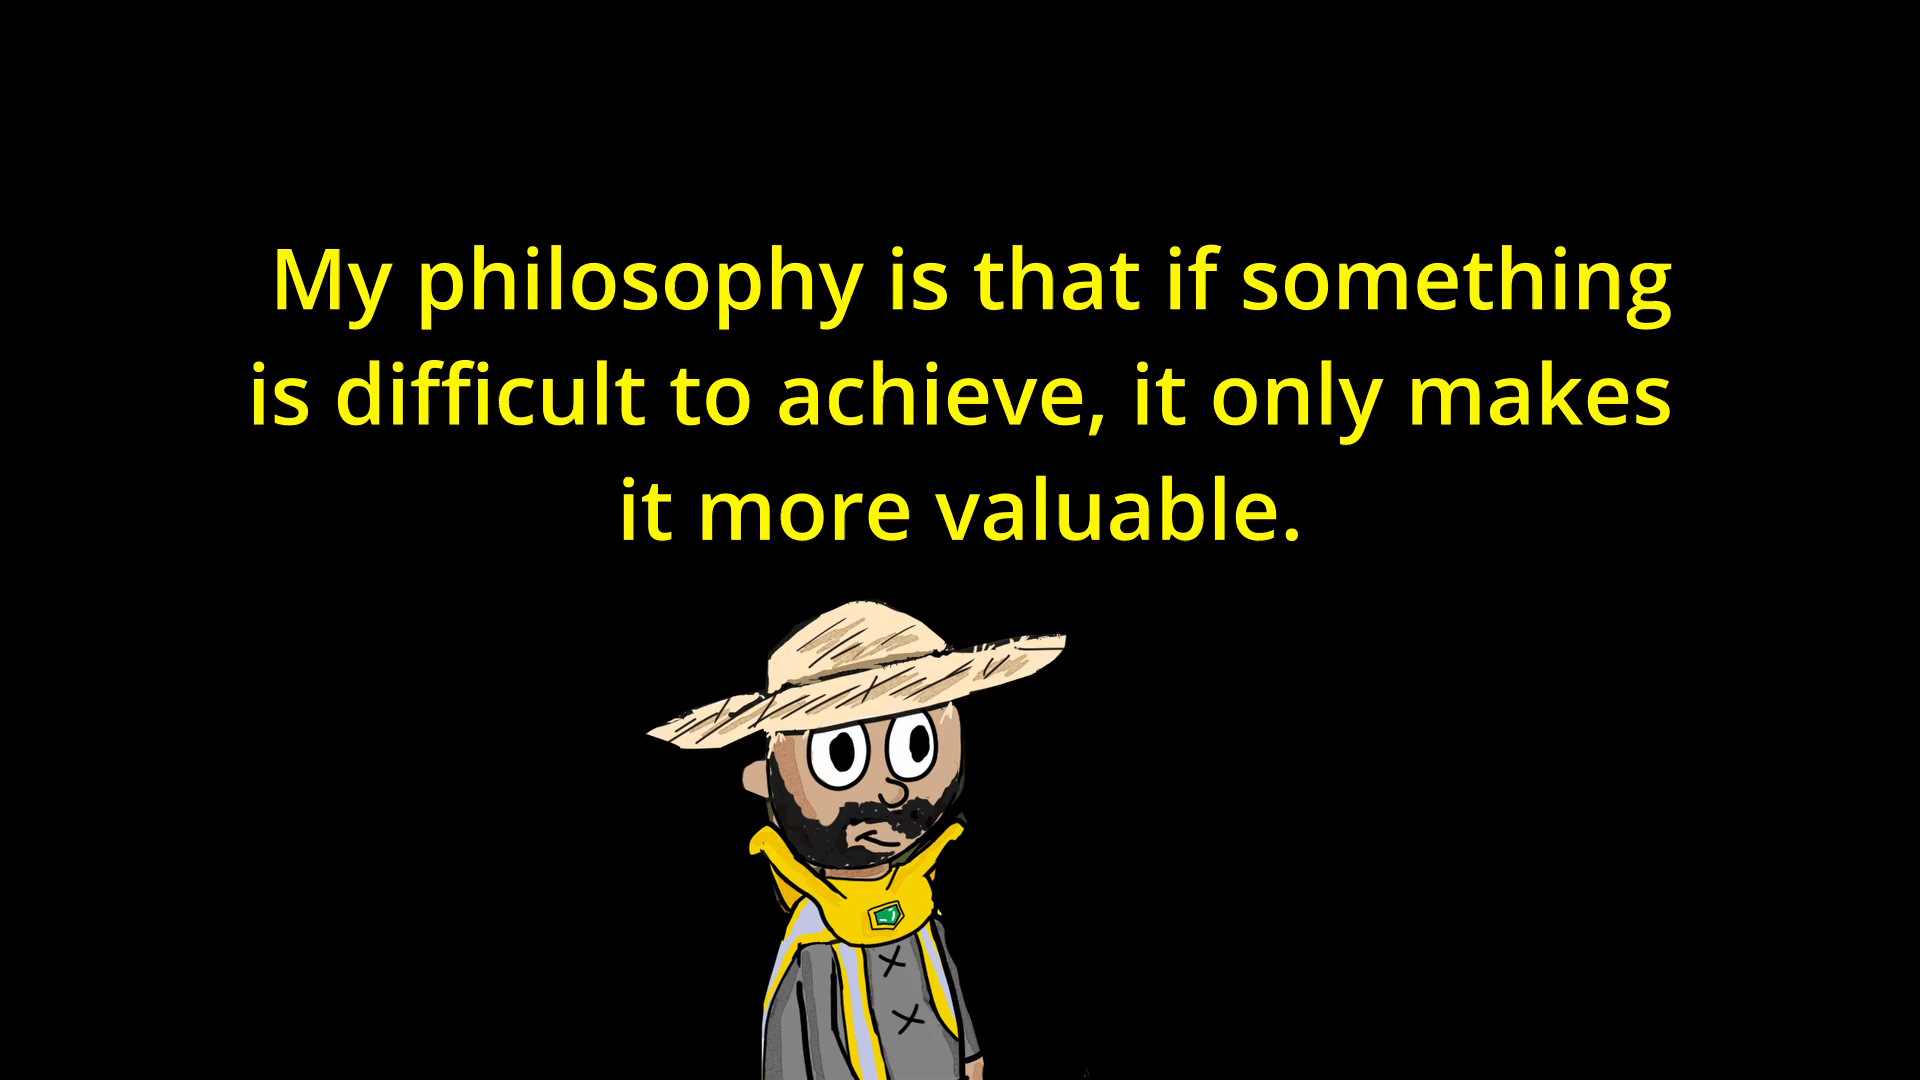 My philosophy is that if something
is difficult to achieve, it only makes
it more valuable.